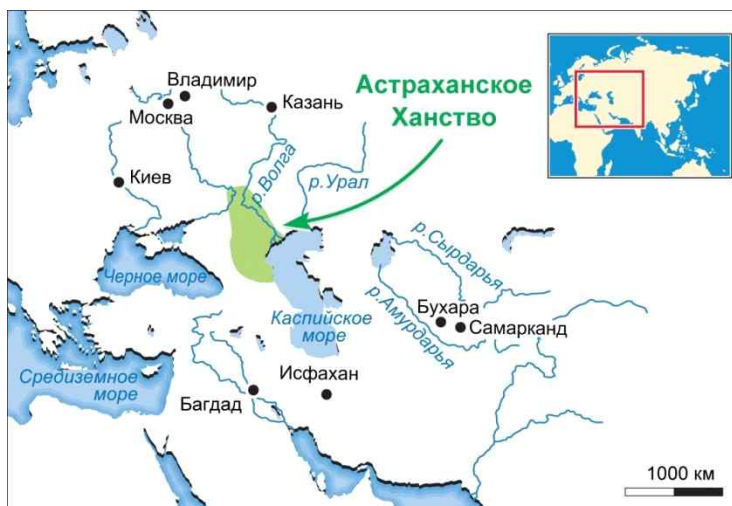 Владимир
Москва
Казань
Астраханское
Ханство
Киев
р.Волга
р.Урал
Черное море
Каспийское
море
р.Сырдарья
р.Амурдарья
Бухара
Самарканд
Средиземное
море
Исфахан
Багдад
1000 км